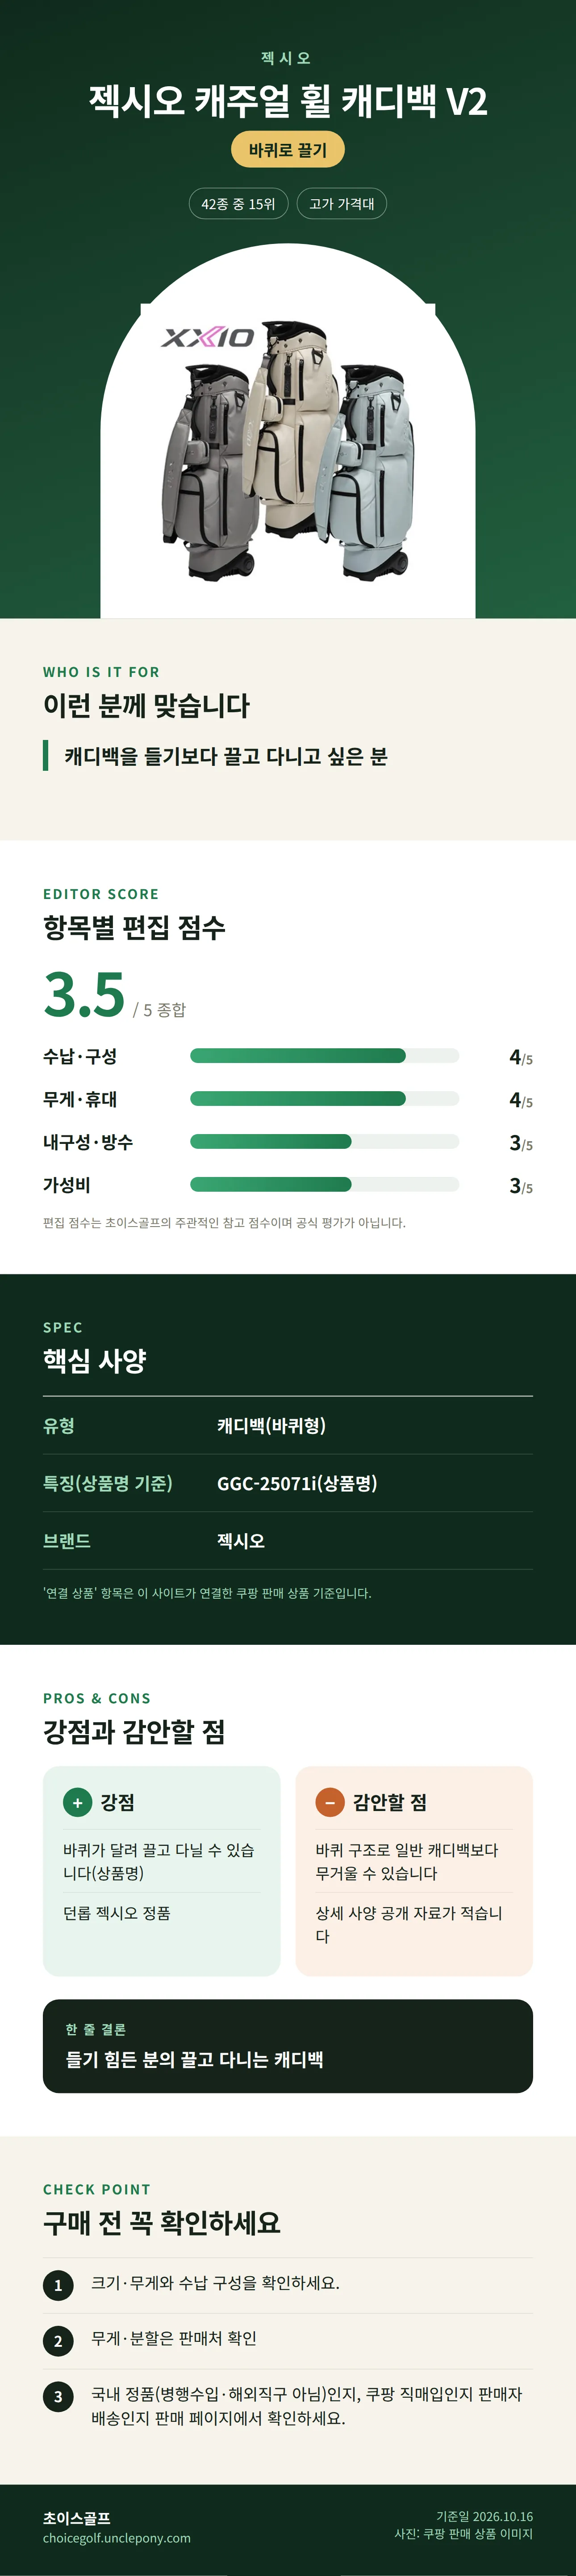 젝시오
젝시오 캐주얼 휠 캐디백 V2
바퀴로 끌기
42종 중 15위
고가 가격대
XXIO
WHO IS IT FOR
이런 분께 맞습니다
캐디백을 들기보다 끌고 다니고 싶은 분
EDITOR SCORE
항목별 편집 점수
3.5 / 5 종합
수납·구성 4/5
무게·휴대 4/5
내구성·방수 3/5
가성비 3/5
편집 점수는 초이스골프의 주관적인 참고 점수이며 공식 평가가 아닙니다.
SPEC
핵심 사양
유형 캐디백(바퀴형)
특징(상품명 기준) GGC-25071i(상품명)
브랜드 젝시오
'연결 상품' 항목은 이 사이트가 연결한 쿠팡 판매 상품 기준입니다.
PROS & CONS
강점과 감안할 점
+ 강점
바퀴가 달려 끌고 다닐 수 있습
니다(상품명)
던롭 젝시오 정품
− 감안할 점
바퀴 구조로 일반 캐디백보다
무거울 수 있습니다
상세 사양 공개 자료가 적습니
다
한 줄 결론
들기 힘든 분의 끌고 다니는 캐디백
CHECK POINT
구매 전 꼭 확인하세요
1 크기·무게와 수납 구성을 확인하세요.
2 무게·분할은 판매처 확인
3 국내 정품(병행수입·해외직구 아님)인지, 쿠팡 직매입인지 판매자
배송인지 판매 페이지에서 확인하세요.
초이스골프
choicegolf.unclepony.com
기준일 2026.10.16
사진: 쿠팡 판매 상품 이미지